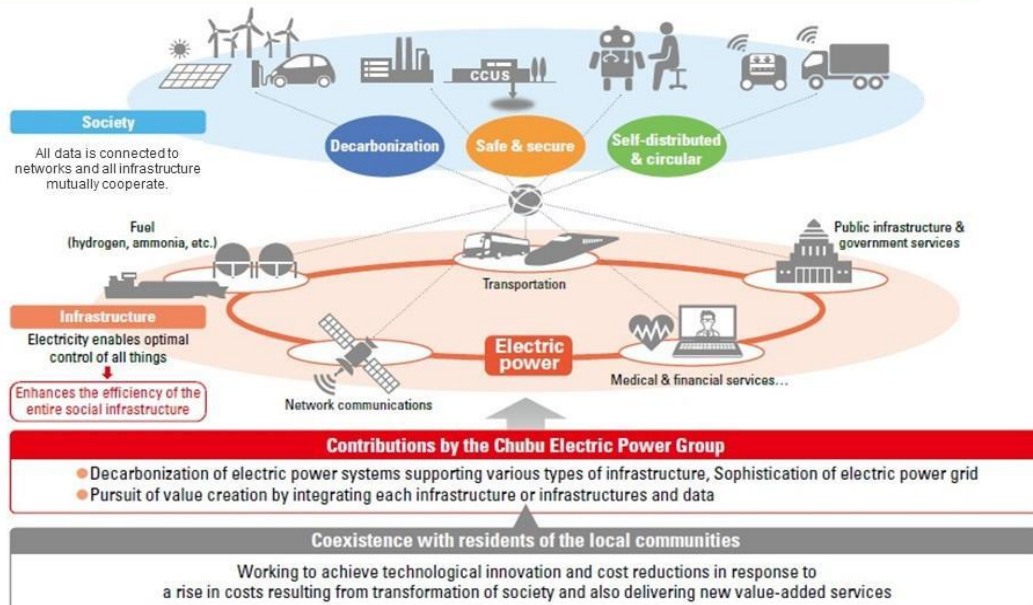 CCUS
Society
All data is connected to
networks and all infrastructure
mutually cooperate.
Decarbonization
Safe & secure
Self-distributed
& circular
Fuel
(hydrogen, ammonia, etc.)
Public infrastructure &
government services
Transportation
Infrastructure
Electricity enables optimal
control of all things
Enhances the efficiency of the
entire social infrastructure
Electric
power
Network communications
Medical & financial services…
Contributions by the Chubu Electric Power Group
●Decarbonization of electric power systems supporting various types of infrastructure, Sophistication of electric power grid
●Pursuit of value creation by integrating each infrastructure or infrastructures and data
Coexistence with residents of the local communities
Working to achieve technological innovation and cost reductions in response to
a rise in costs resulting from transformation of society and also delivering new value-added services